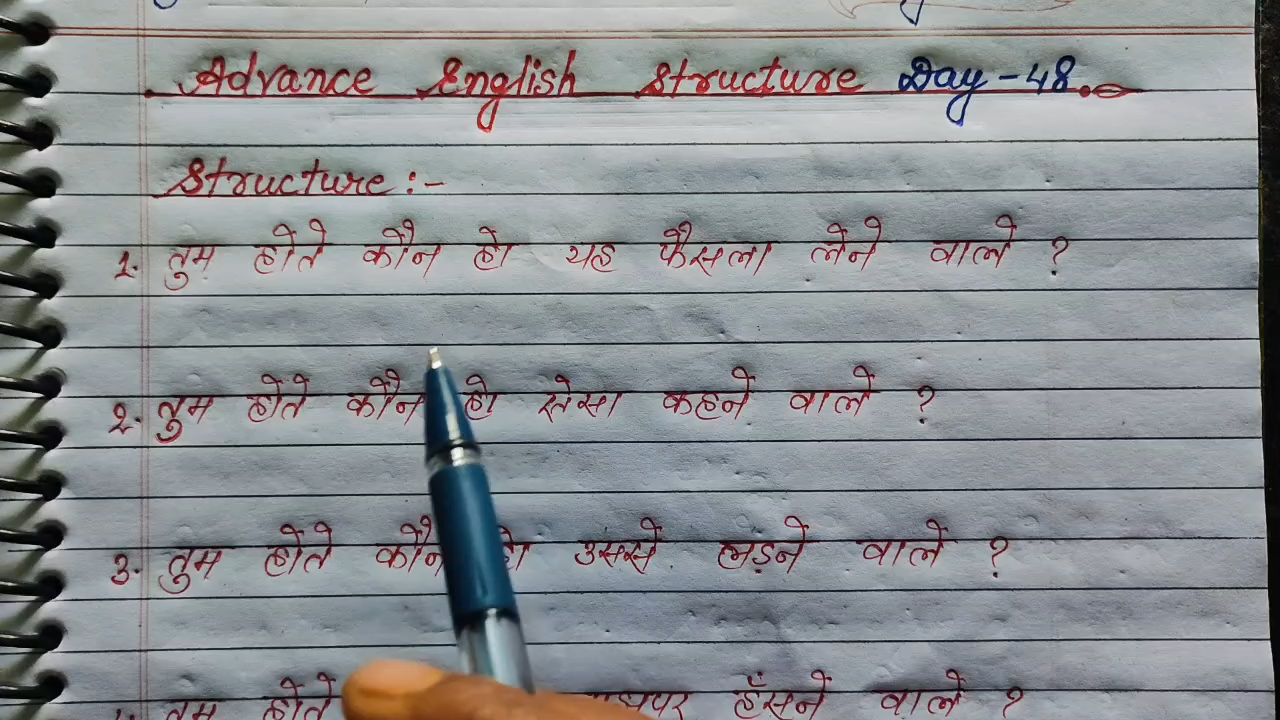 Advance English Structure Day-48.
Structure:-
1. तुम होते कौन हो यह फैसला लेने वाले ?
2. तुम होते कौन हो ऐसा कहने वाले ?
3. तुम होते कौन हो उससे लड़ने वाले ?
तुम होते हँसने वाले ?